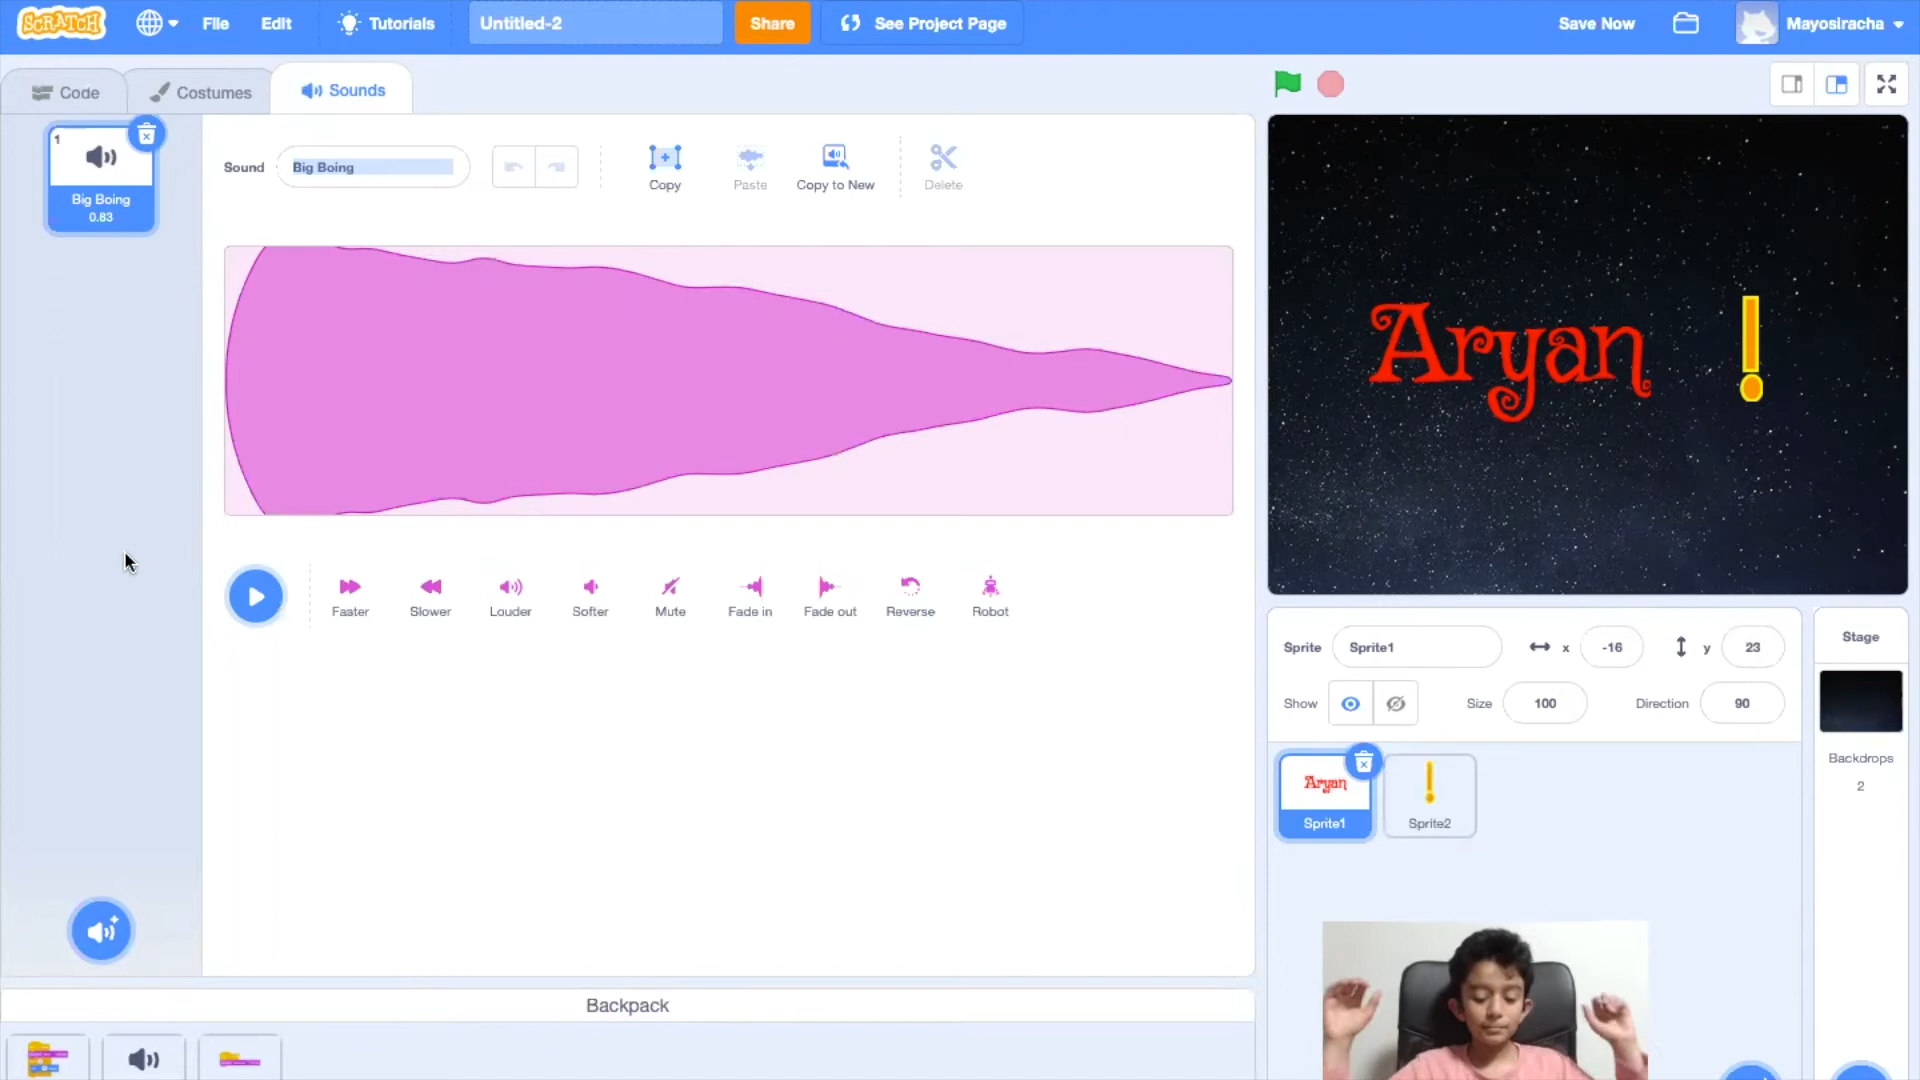 SCRATCH File Edit Tutorials Untitled-2 Share See Project Page Save Now Mayosiracha
Code Costumes Sounds
1
Big Boing
0.83
Sound Big Boing Copy Paste Copy to New Delete
Faster Slower Louder Softer Mute Fade in Fade out Reverse Robot
Backpack
Aryan !
Sprite Sprite1 x -16 y 23
Show Size 100 Direction 90
Aryan
Sprite1
!
Sprite2
Stage
Backdrops
2